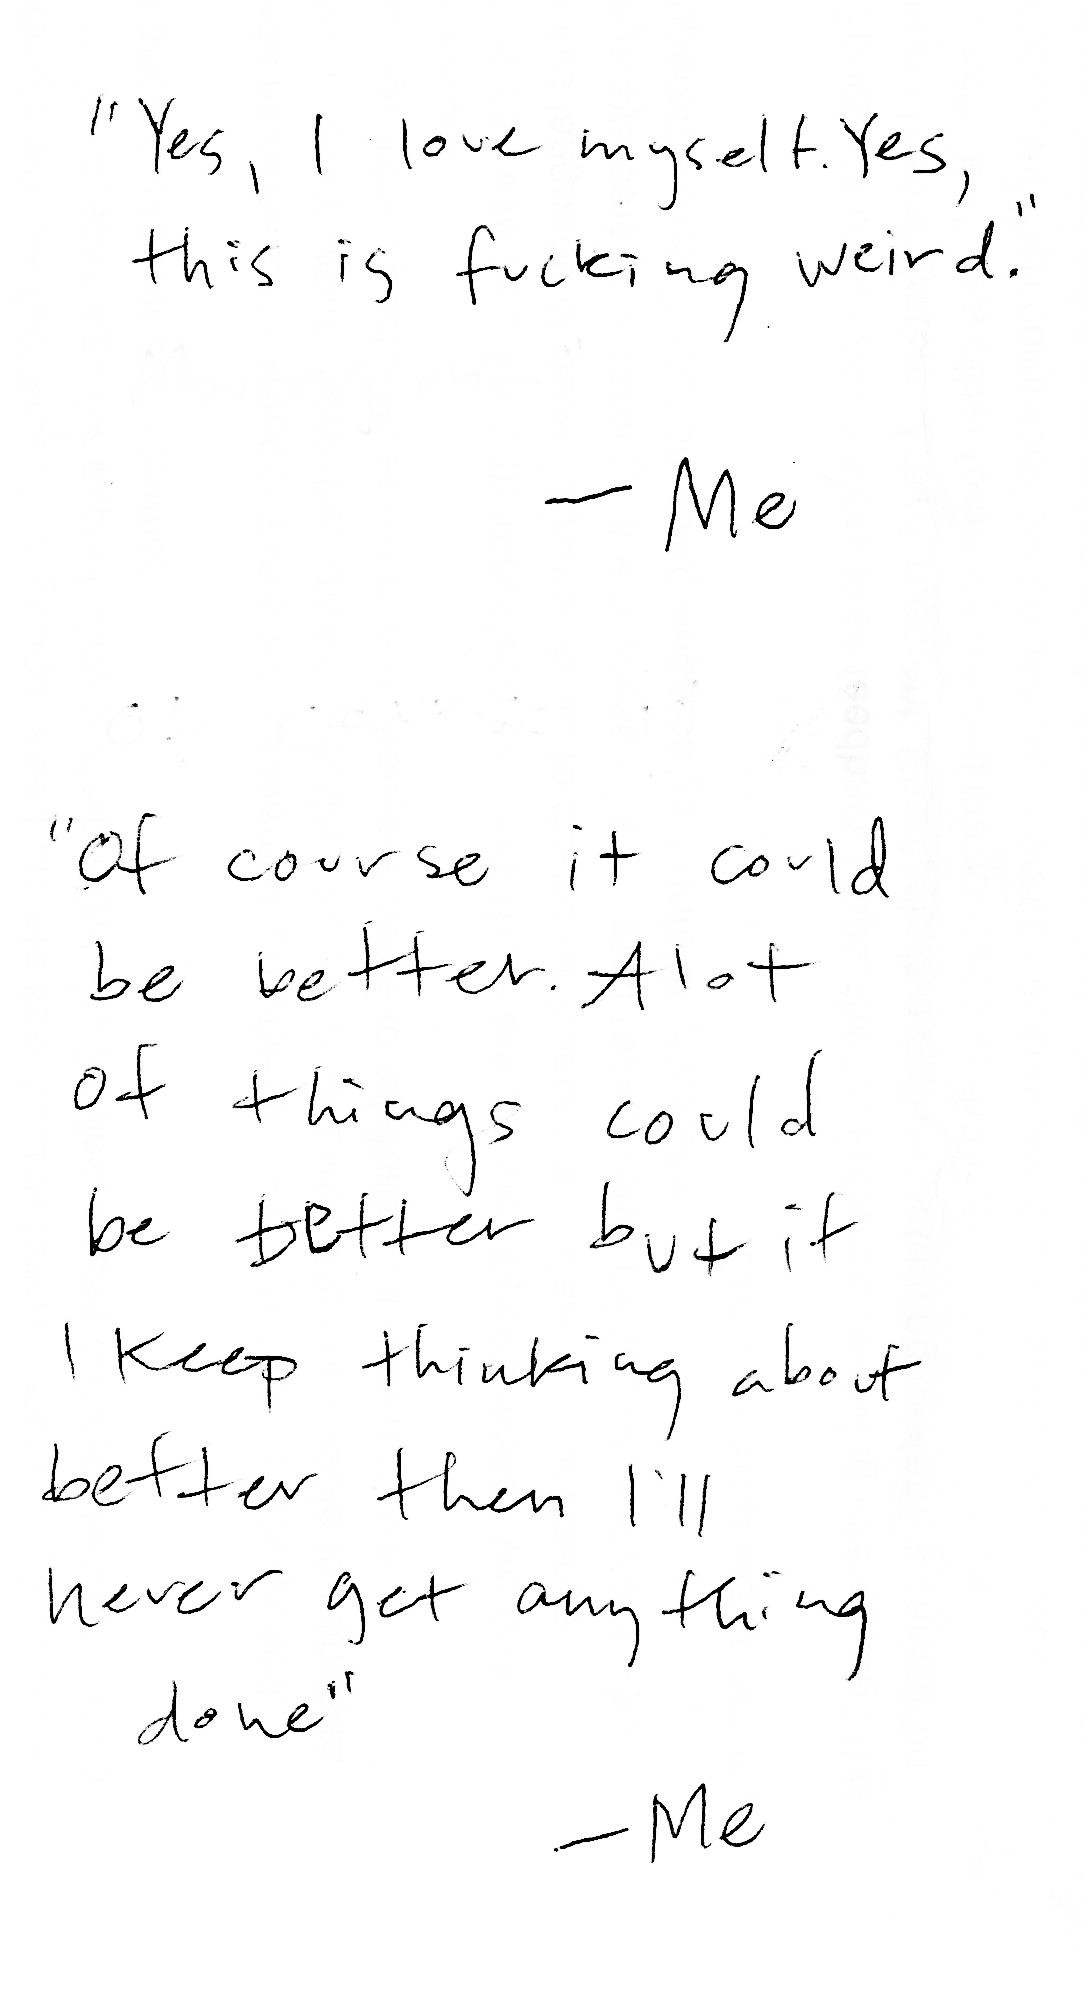 "Yes, I love myself. Yes,
this is fucking weird."
— Me
"Of course it could
be better. Alot
of things could
be better but if
I keep thinking about
better then I'll
never get anything
done"
— Me